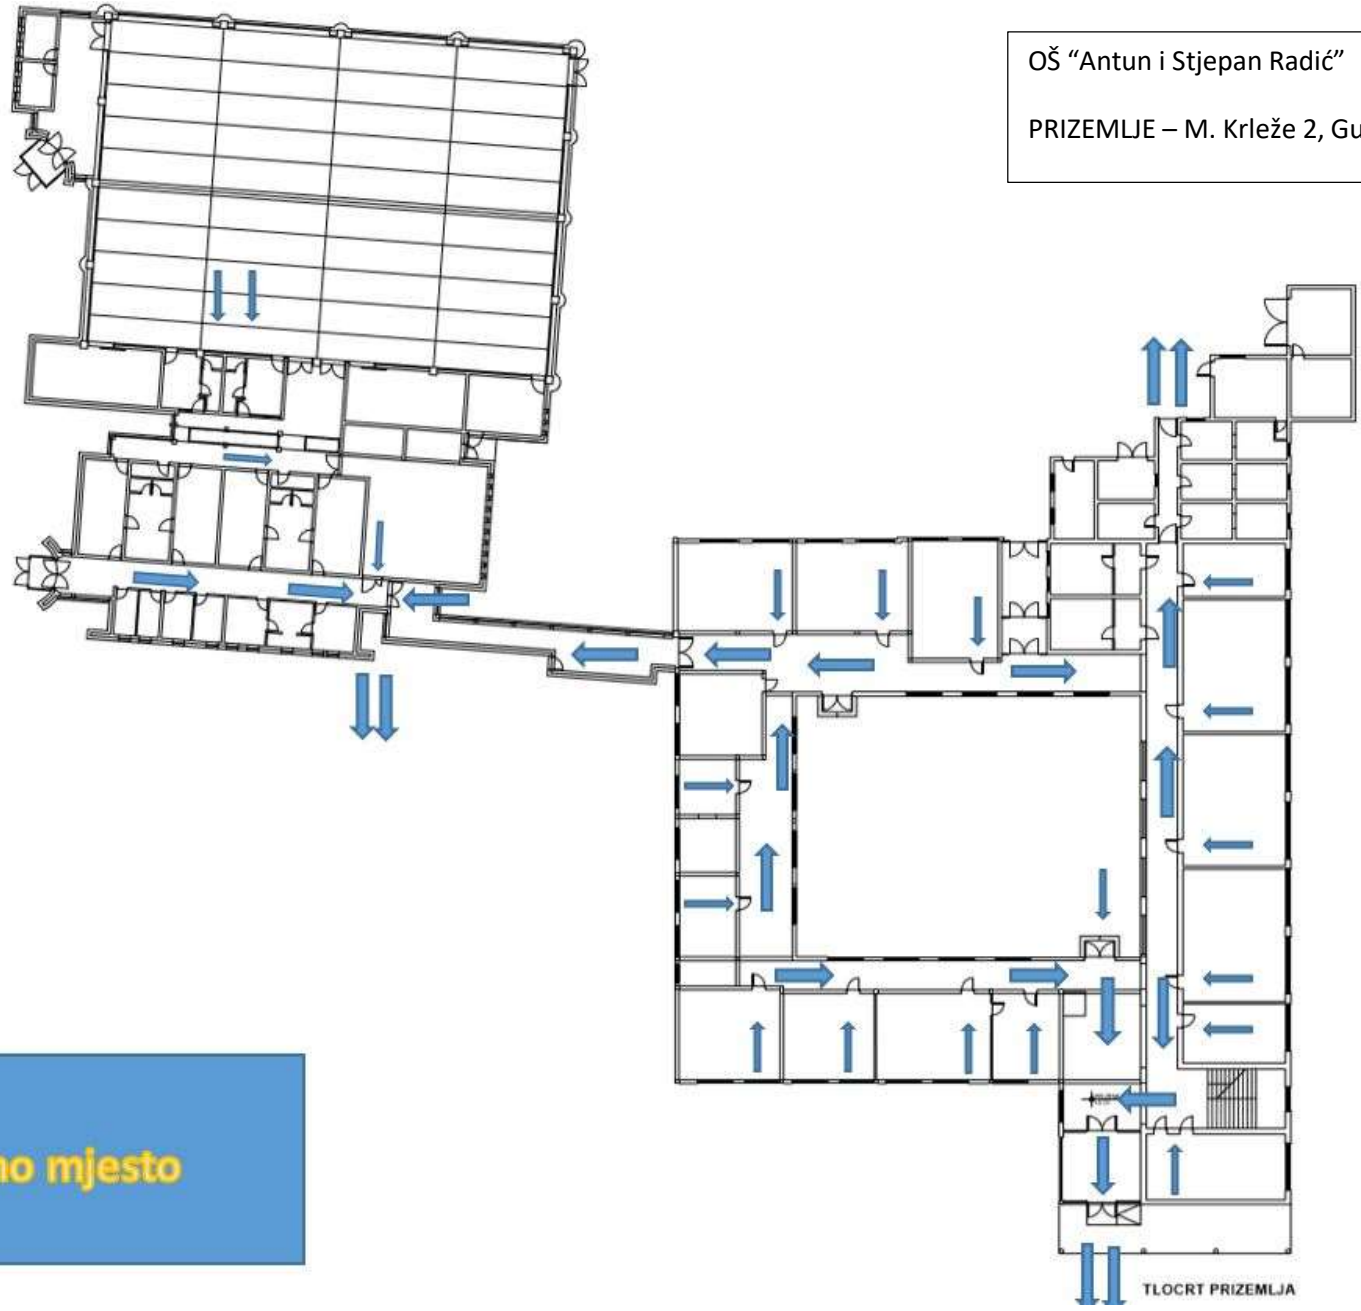 OŠ “Antun i Stjepan Radić”
PRIZEMLJE – M. Krleže 2, Gu
no mjesto
TLOCRT PRIZEMLJA